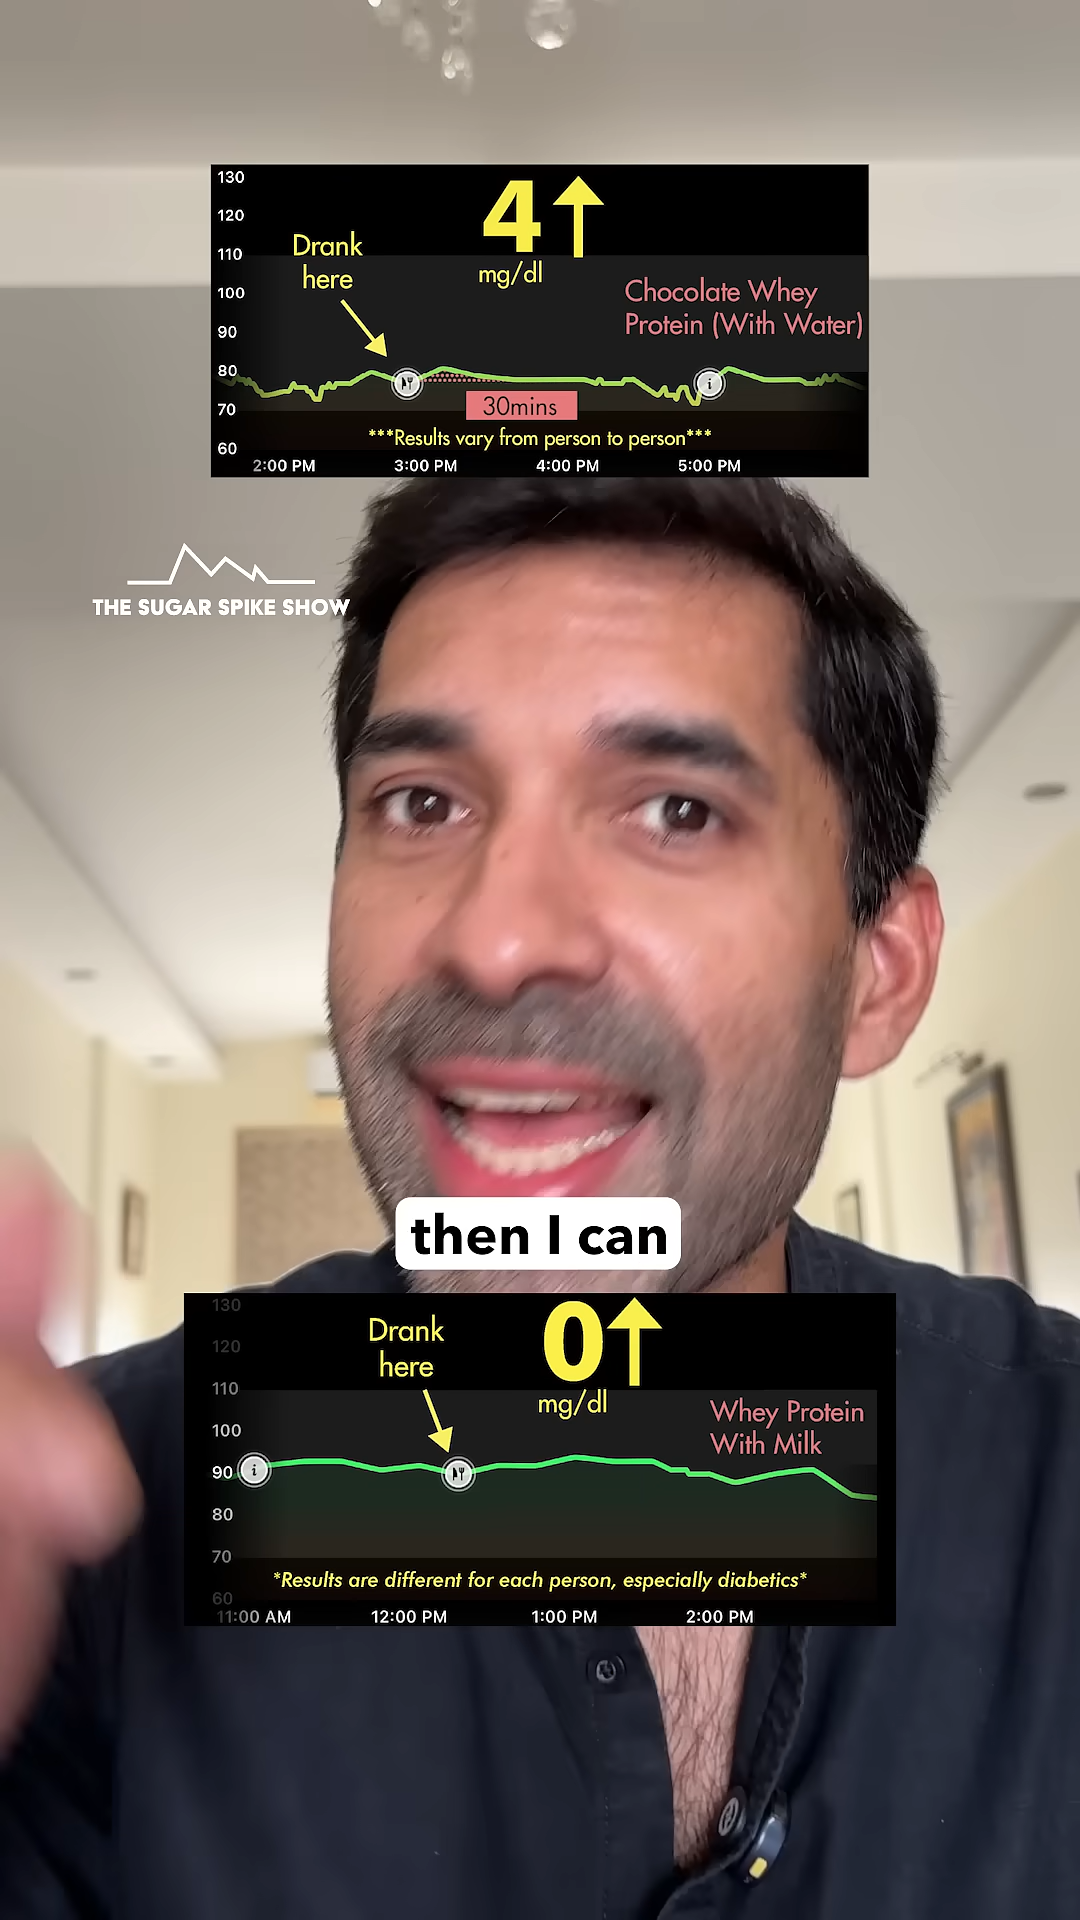 130
120
110
100
90
80
70
60
4↑
mg/dl
Drank
here
Chocolate Whey
Protein (With Water)
i
30mins
***Results vary from person to person***
2:00 PM
3:00 PM
4:00 PM
5:00 PM
THE SUGAR SPIKE SHOW
then I can
130
120
110
100
90
80
70
60
Drank
here
0↑
mg/dl
Whey Protein
With Milk
i
*Results are different for each person, especially diabetics*
11:00 AM
12:00 PM
1:00 PM
2:00 PM